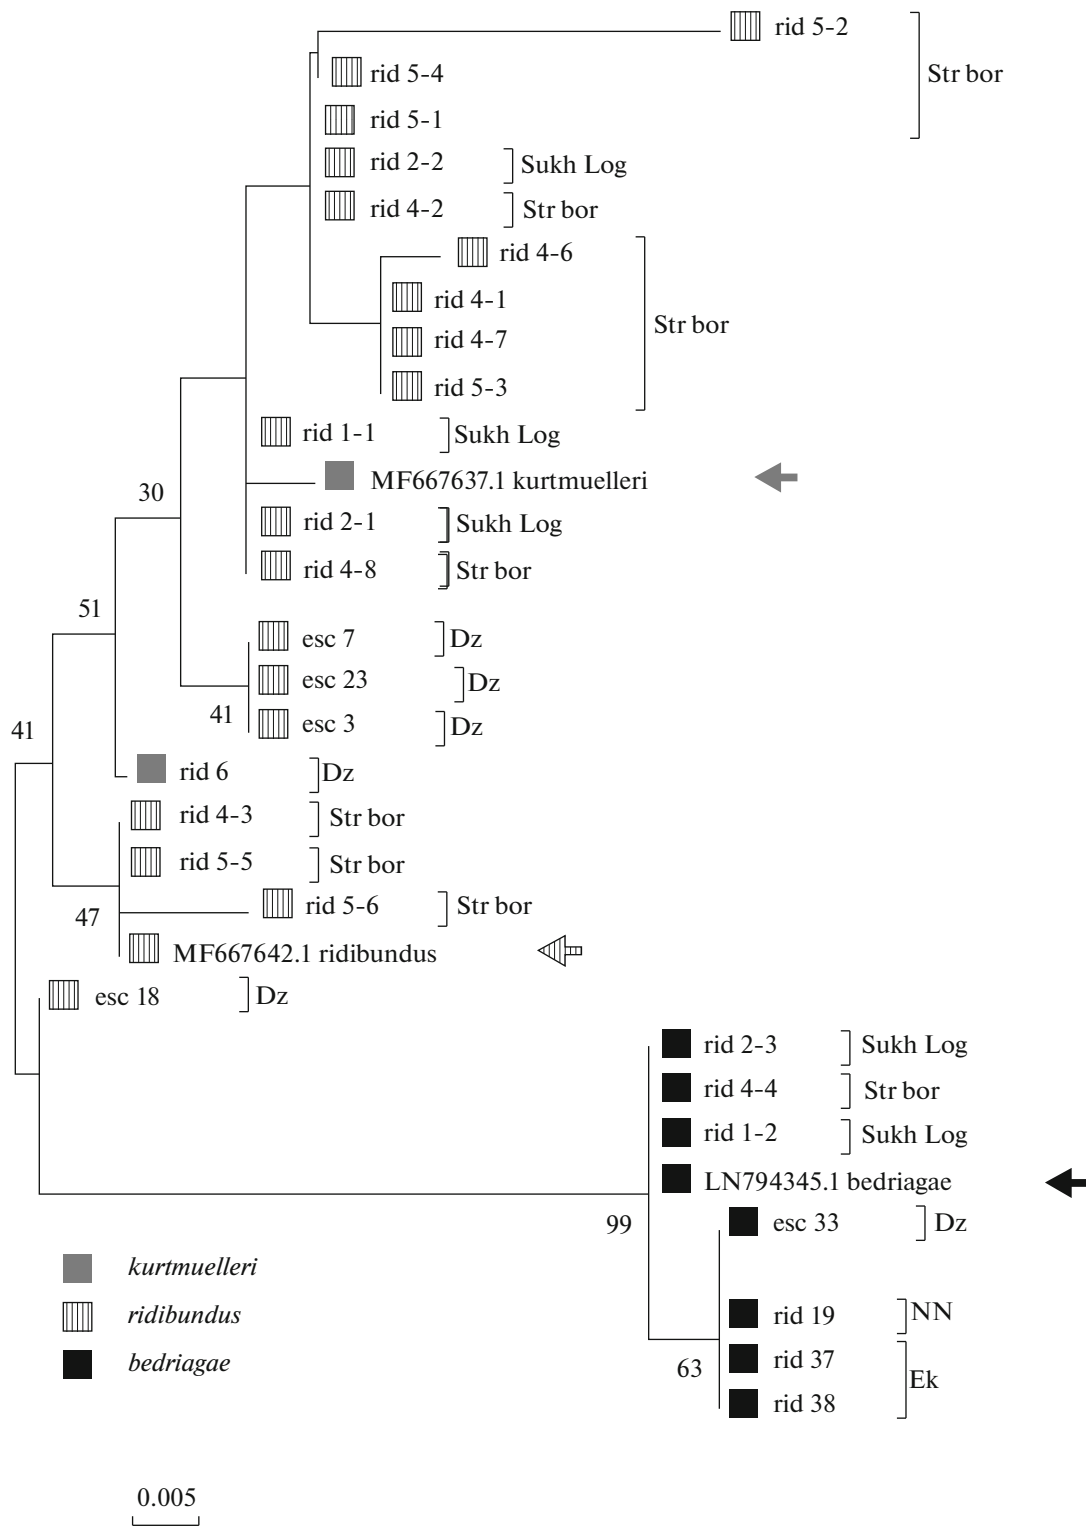 rid 5-2
rid 5-4
Str bor
rid 5-1
rid 2-2 Sukh Log
rid 4-2 Str bor
rid 4-6
rid 4-1
Str bor
rid 4-7
rid 5-3
rid 1-1 Sukh Log
MF667637.1 kurtmuelleri
30
rid 2-1 Sukh Log
rid 4-8 Str bor
51
esc 7 Dz
esc 23 Dz
41
esc 3 Dz
41
rid 6 Dz
rid 4-3 Str bor
rid 5-5 Str bor
47
rid 5-6 Str bor
MF667642.1 ridibundus
esc 18 Dz
rid 2-3 Sukh Log
rid 4-4 Str bor
rid 1-2 Sukh Log
LN794345.1 bedriagae
99
esc 33 Dz
rid 19 NN
rid 37
Ek
63
rid 38
kurtmuelleri
ridibundus
bedriagae
0.005